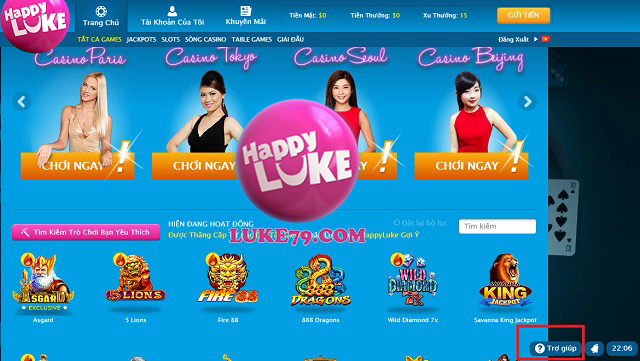 Happy LUKE
Trang Chủ
Tài Khoản Của Tôi
Khuyến Mãi
Tiền Mặt: $0
Tiền Thưởng: $0
Xu Thưởng: 15
GỬI TIỀN
TẤT CẢ GAMES JACKPOTS SLOTS SÒNG CASINO TABLE GAMES GIẢI ĐẤU
Đăng Xuất
Casino Paris Casino Tokyo Casino Seoul Casino Beijing
CHƠI NGAY ! CHƠI NGAY CHƠI NGAY ! CHƠI NGAY !
Happy LUKE
LUKE79.COM
Tìm Kiếm Trò Chơi Bạn Yêu Thích
HIỆN ĐANG HOẠT ĐỘNG
Đặt lại bộ lọc
Tìm kiếm
Được Thăng Cấp
HappyLuke Gợi Ý
ASGARD EXCLUSIVE
5 LIONS
FIRE 88
888 DRAGONS
WILD DIAMOND 7X
SAVANNA KING JACKPOT
Asgard
5 Lions
Fire 88
888 Dragons
Wild Diamond 7x
Savanna King Jackpot
? Trợ giúp
22:06